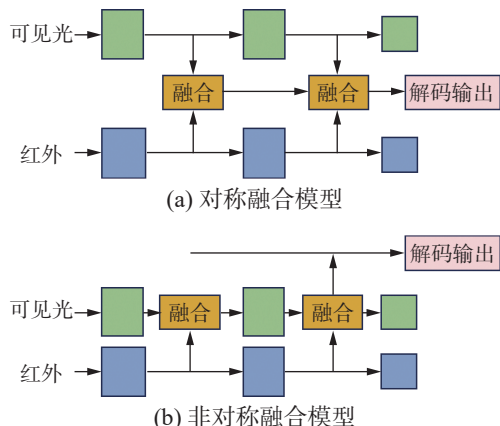 可见光
融合 融合 解码输出
红外
(a) 对称融合模型
解码输出
可见光 融合 融合
红外
(b) 非对称融合模型